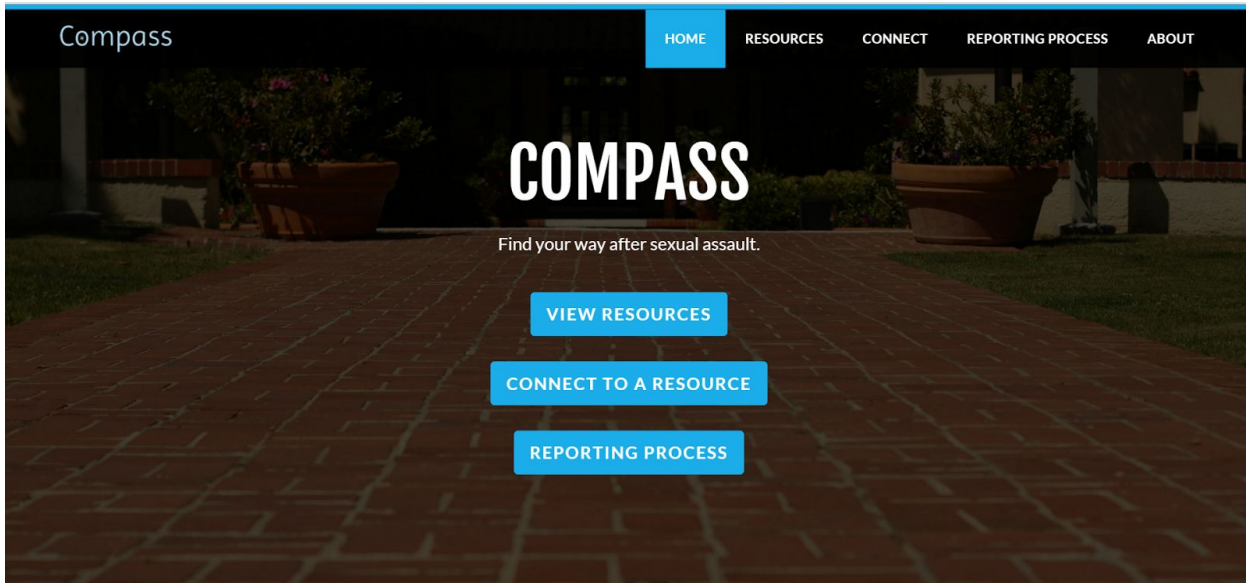 Compass
HOME RESOURCES CONNECT REPORTING PROCESS ABOUT
COMPASS
Find your way after sexual assault.
VIEW RESOURCES
CONNECT TO A RESOURCE
REPORTING PROCESS